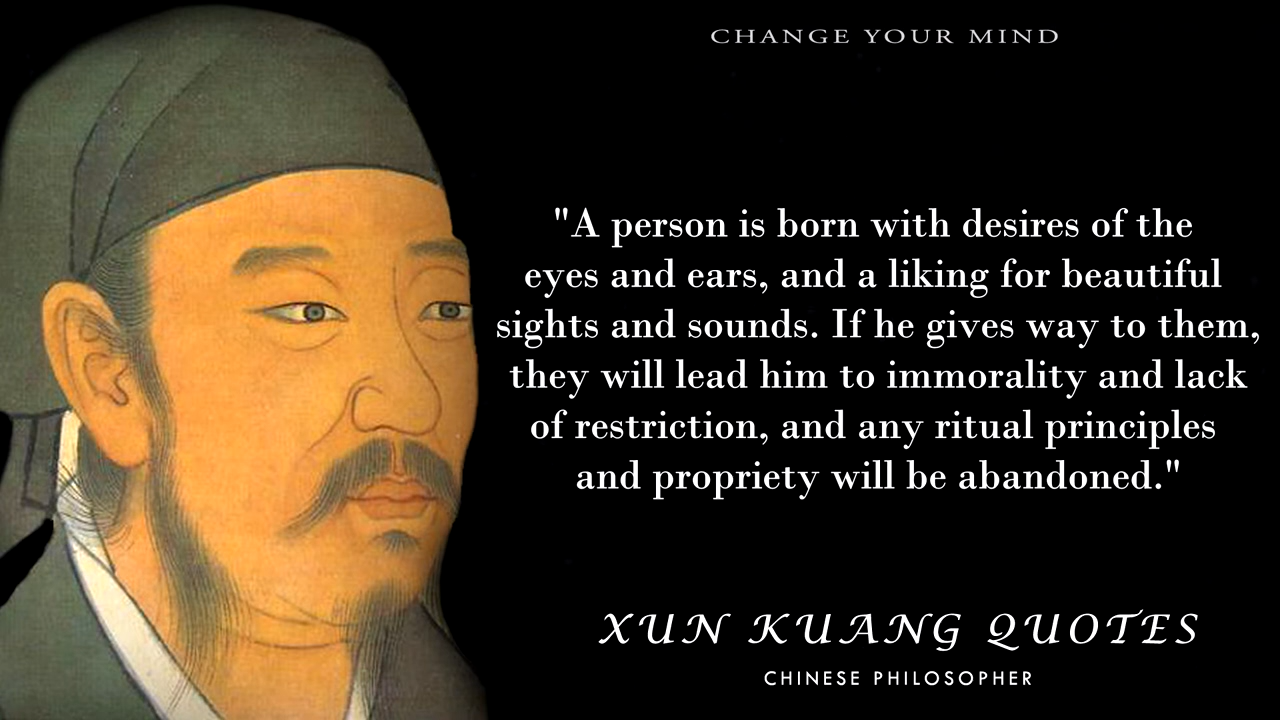 CHANGE YOUR MIND
"A person is born with desires of the
eyes and ears, and a liking for beautiful
sights and sounds. If he gives way to them,
they will lead him to immorality and lack
of restriction, and any ritual principles
and propriety will be abandoned."
XUN KUANG QUOTES
CHINESE PHILOSOPHER